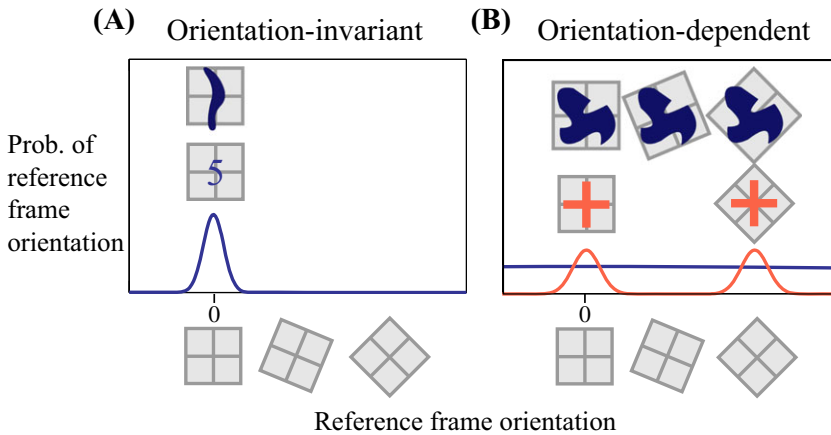 (A) Orientation-invariant
(B) Orientation-dependent
Prob. of
reference
frame
orientation
5
0
0
Reference frame orientation